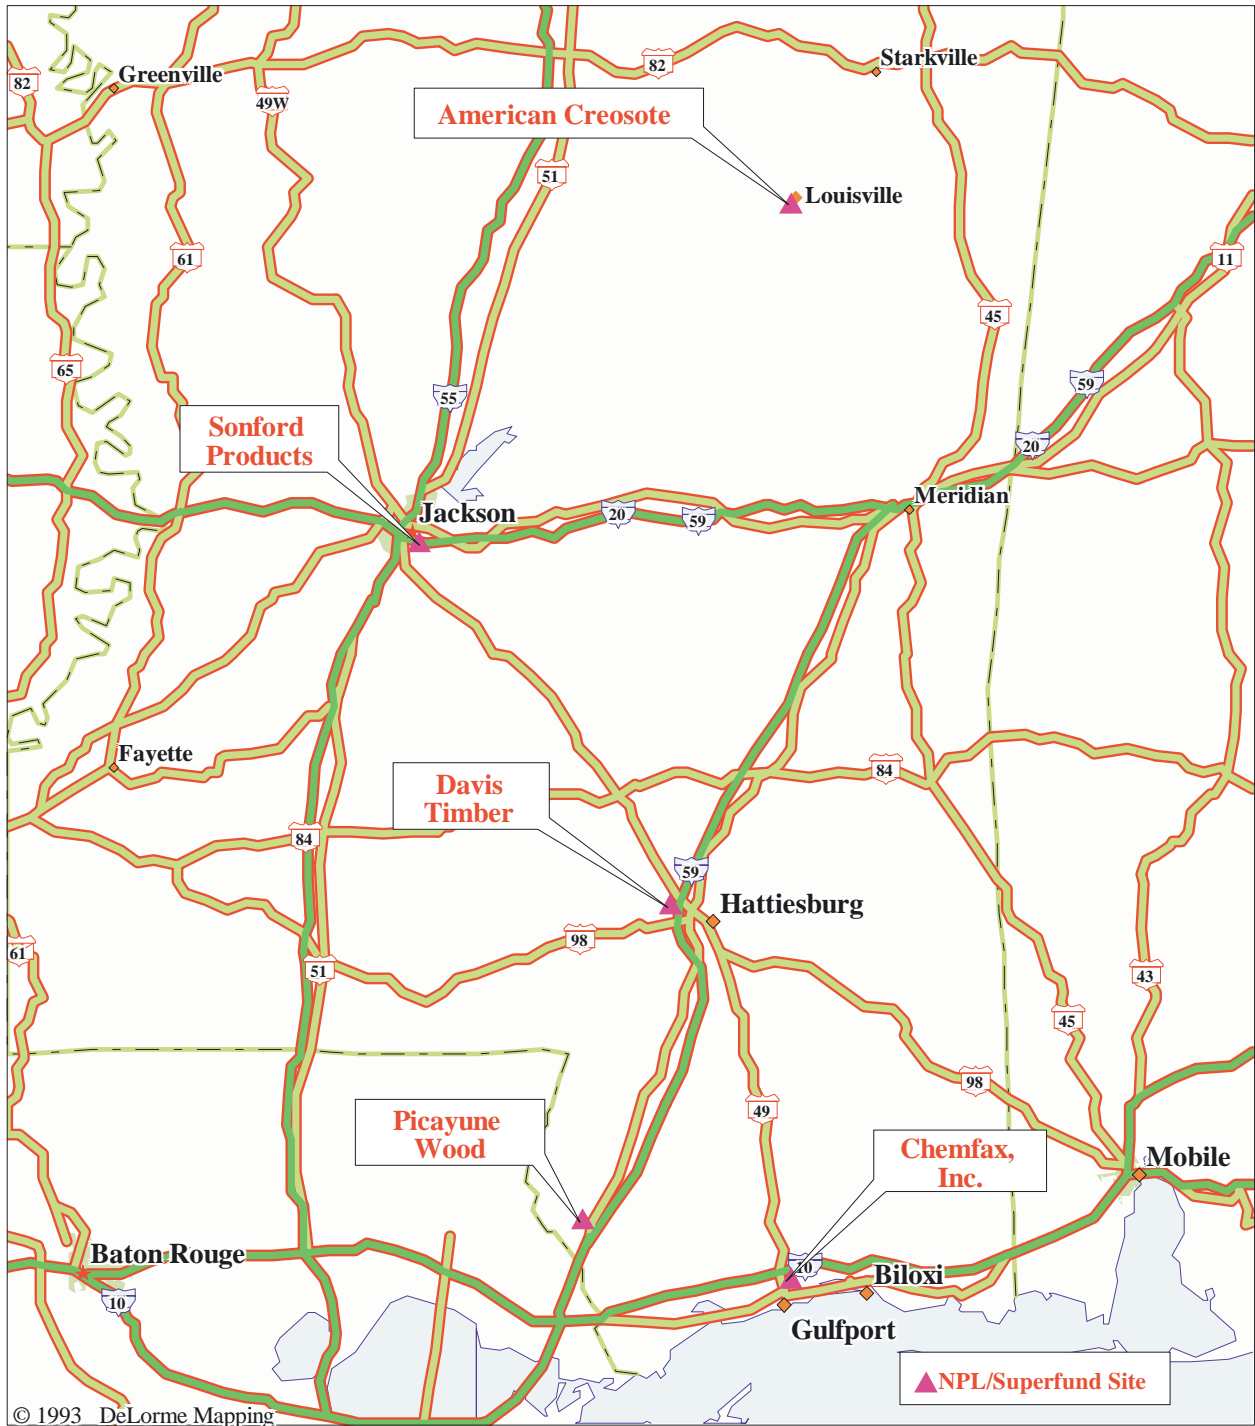 82
Greenville
49W
82
Starkville
American Creosote
51
Louisville
61
11
45
65
55
59
Sonford
Products
20
Meridian
Jackson
20
59
Fayette
84
Davis
Timber
84
59
Hattiesburg
98
61
51
43
45
98
49
Picayune
Wood
Chemfax,
Inc.
Mobile
Baton Rouge
10
Biloxi
10
Gulfport
NPL/Superfund Site
© 1993 DeLorme Mapping